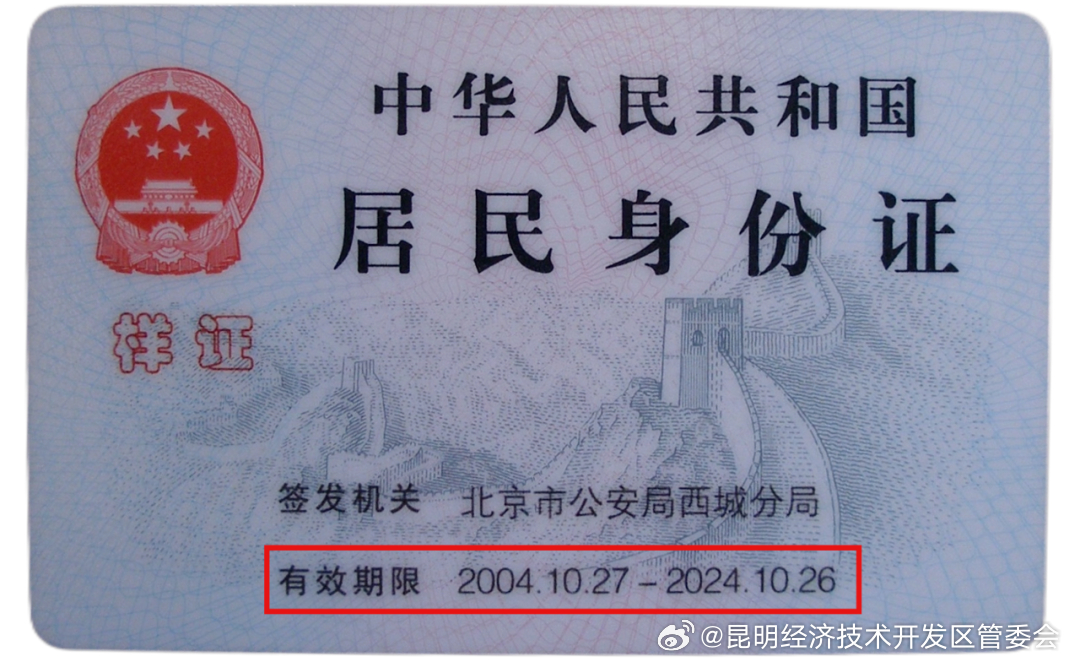 中华人民共和国
居民身份证
样证
签发机关 北京市公安局西城分局
有效期限 2004.10.27-2024.10.26
@昆明经济技术开发区管委会